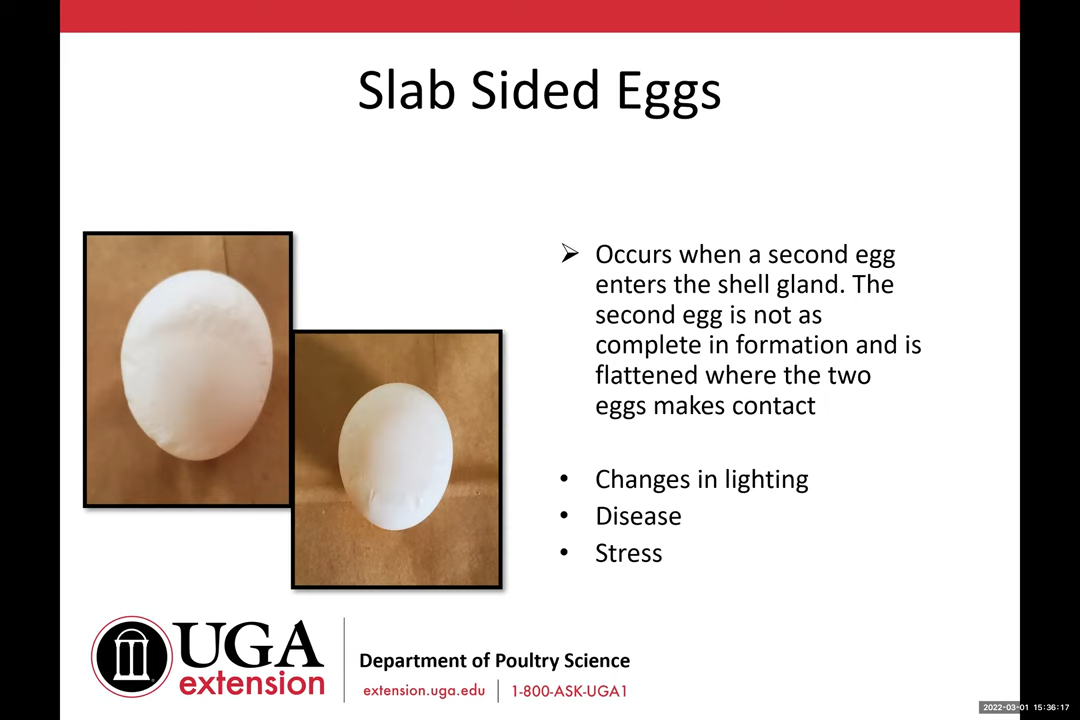 Slab Sided Eggs
➢ Occurs when a second egg
enters the shell gland. The
second egg is not as
complete in formation and is
flattened where the two
eggs makes contact
• Changes in lighting
• Disease
• Stress
UGA
extension
Department of Poultry Science
extension.uga.edu | 1-800-ASK-UGA1
2022-03-01 15:36:17